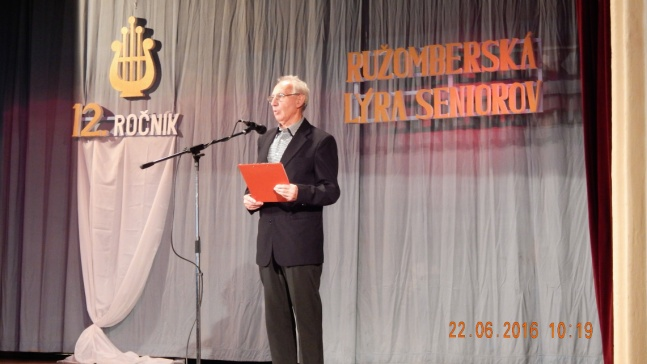 12. ROČNÍK
RUŽOMBERSKÁ
LÝRA SENIOROV
22.06.2016 10:19